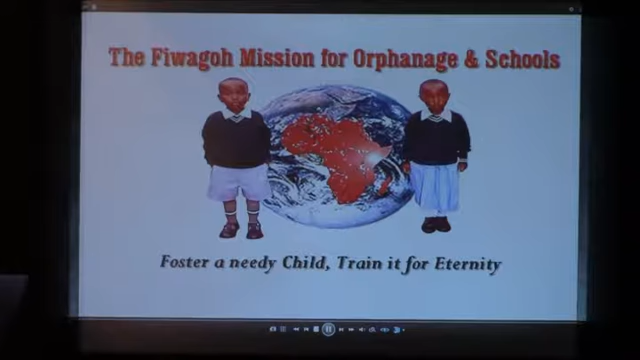 The Fiwagoh Mission for Orphanage & Schools
Foster a needy Child, Train it for Eternity